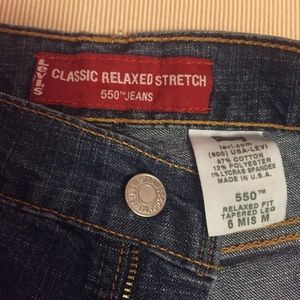 LEVI'S
CLASSIC RELAXED STRETCH
550™ JEANS
levi.com
(800) USA-LEVI
87% COTTON
12% POLYESTER
1% LYCRA® SPANDEX
MADE IN U.S.A.
550™
RELAXED FIT
TAPERED LEG
6 MIS M